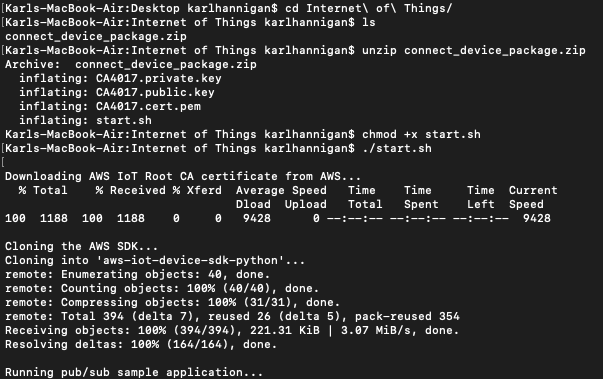 [Karls-MacBook-Air:Desktop karlhannigan$ cd Internet\ of\ Things/
[Karls-MacBook-Air:Internet of Things karlhannigan$ ls
connect_device_package.zip
[Karls-MacBook-Air:Internet of Things karlhannigan$ unzip connect_device_package.zip
Archive:  connect_device_package.zip
  inflating: CA4017.private.key
  inflating: CA4017.public.key
  inflating: CA4017.cert.pem
  inflating: start.sh
Karls-MacBook-Air:Internet of Things karlhannigan$ chmod +x start.sh
[Karls-MacBook-Air:Internet of Things karlhannigan$ ./start.sh
[
Downloading AWS IoT Root CA certificate from AWS...
  % Total    % Received % Xferd  Average Speed   Time    Time     Time  Current
                                 Dload  Upload   Total   Spent    Left  Speed
100  1188  100  1188    0     0   9428      0 --:--:-- --:--:-- --:--:--  9428

Cloning the AWS SDK...
Cloning into 'aws-iot-device-sdk-python'...
remote: Enumerating objects: 40, done.
remote: Counting objects: 100% (40/40), done.
remote: Compressing objects: 100% (31/31), done.
remote: Total 394 (delta 7), reused 26 (delta 5), pack-reused 354
Receiving objects: 100% (394/394), 221.31 KiB | 3.07 MiB/s, done.
Resolving deltas: 100% (164/164), done.

Running pub/sub sample application...